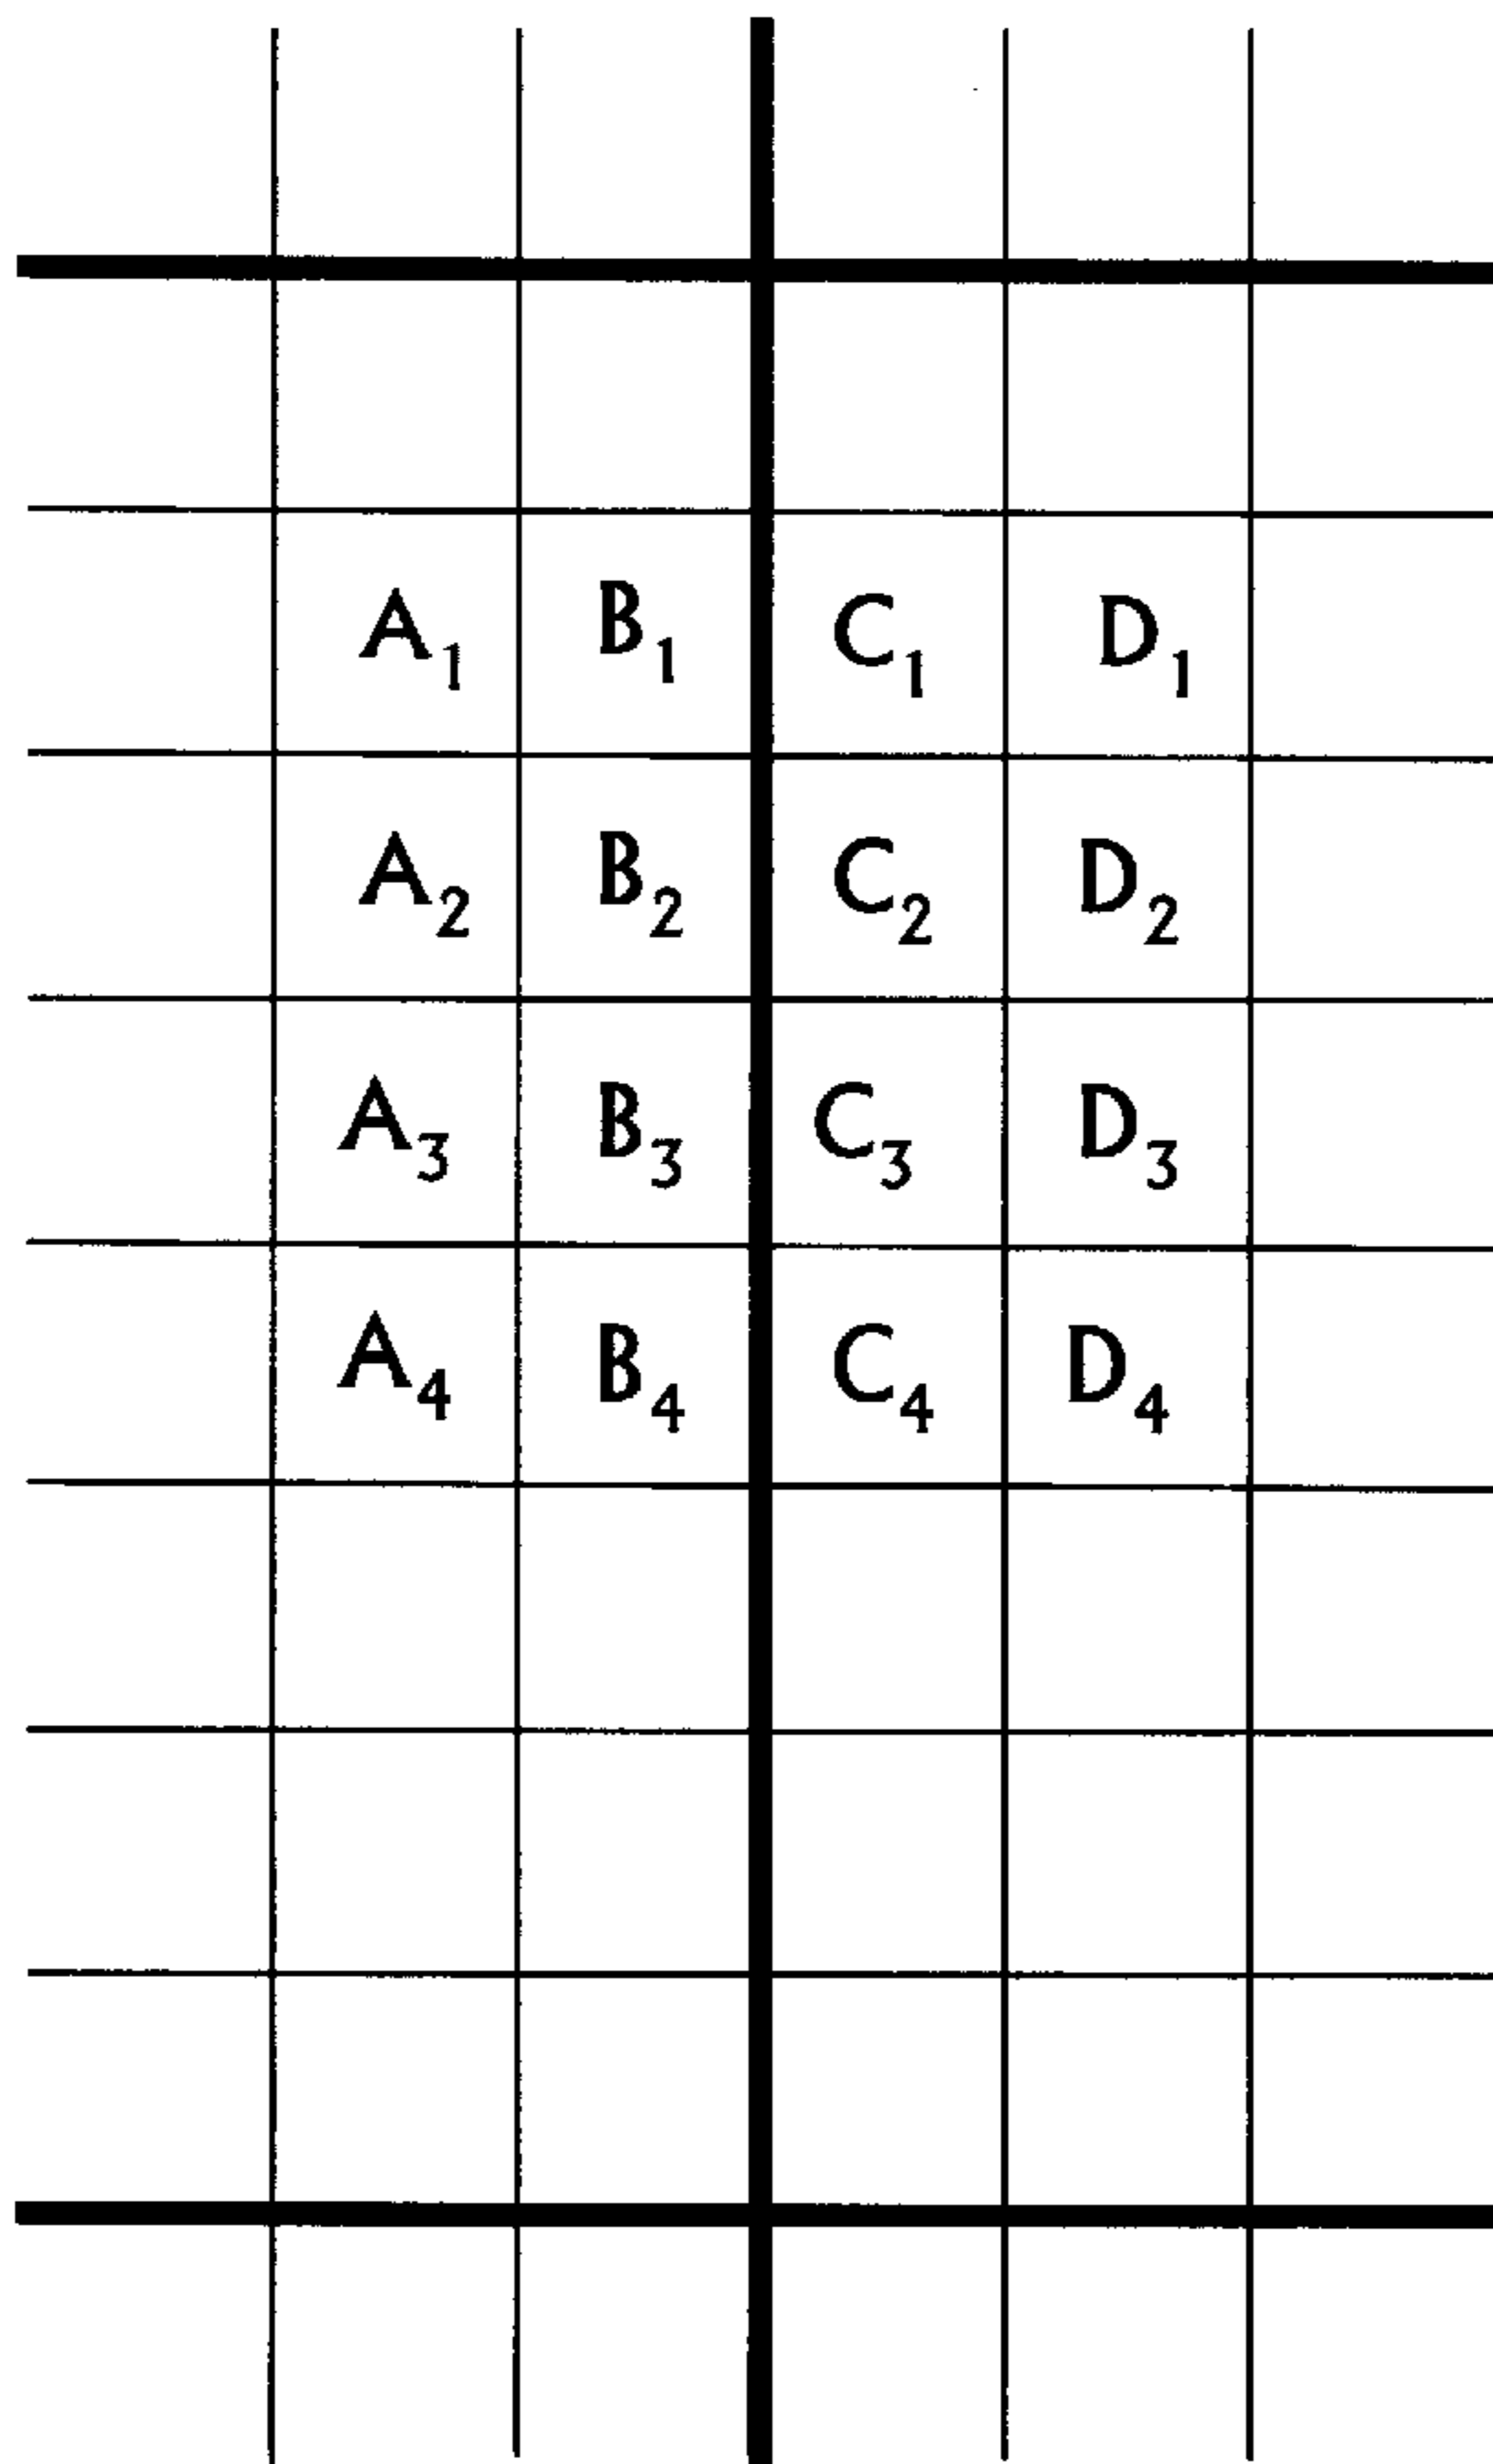 A₁ B₁ C₁ D₁
A₂ B₂ C₂ D₂
A₃ B₃ C₃ D₃
A₄ B₄ C₄ D₄